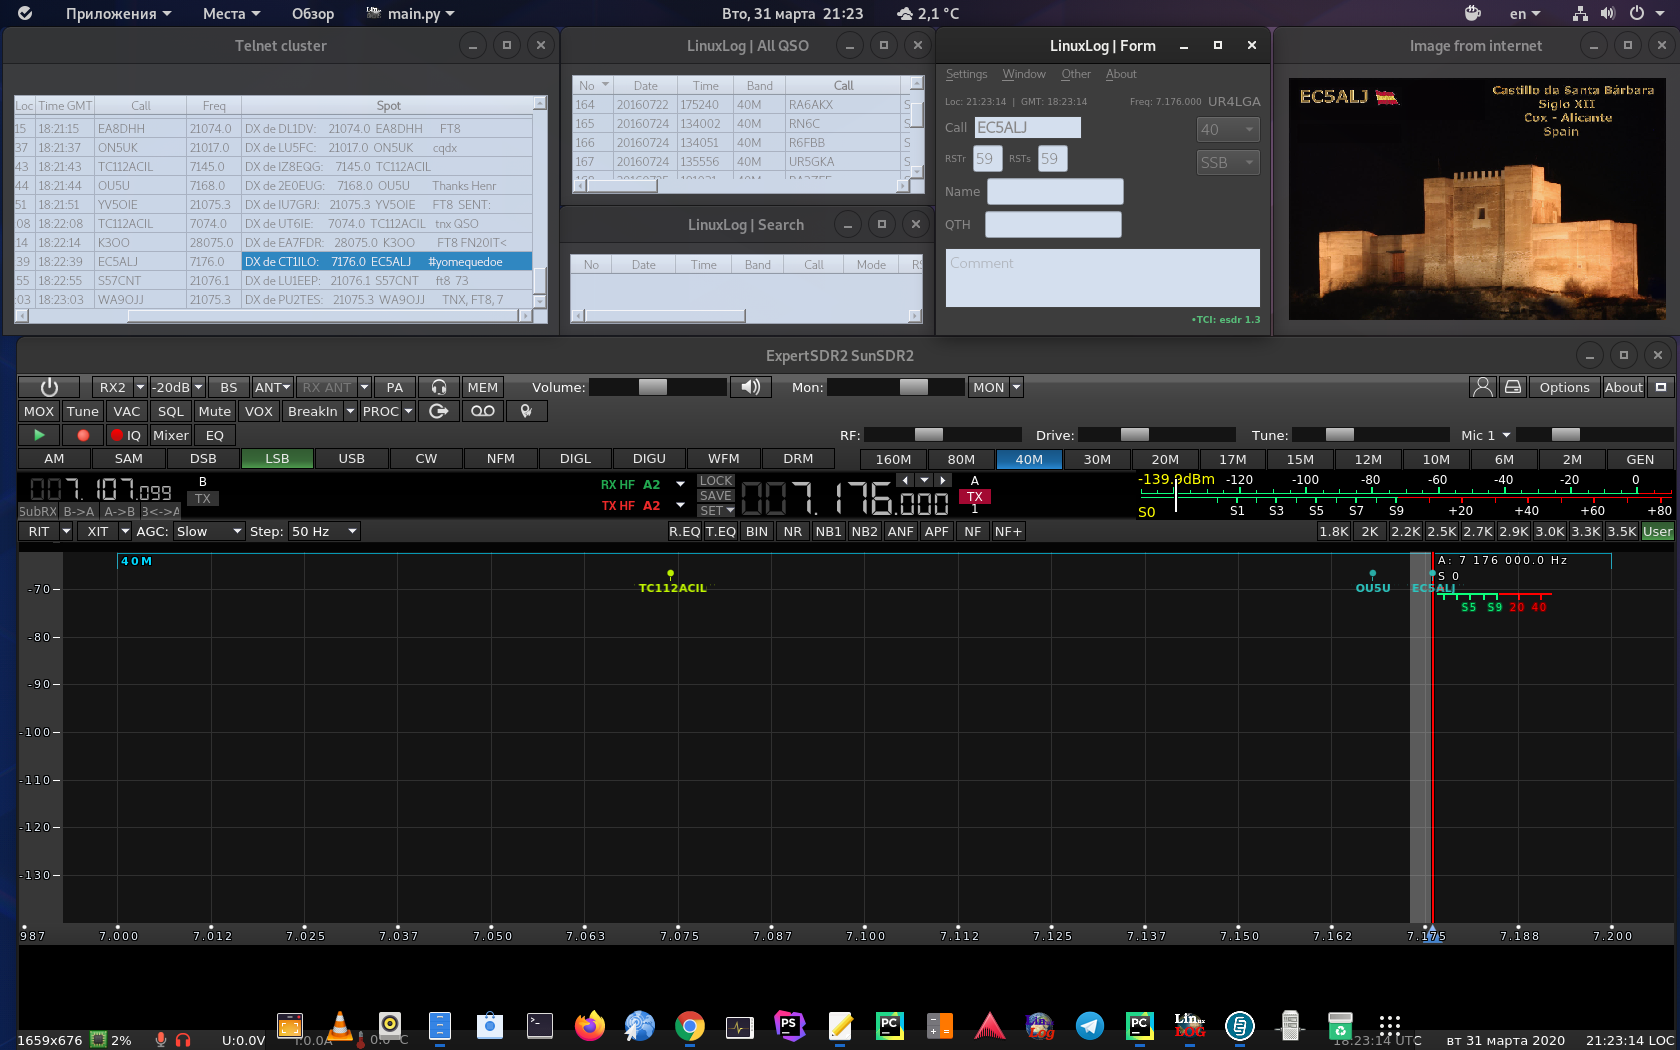 Приложения Места Обзор main.py Вто, 31 марта 21:23 2,1 °C en
Telnet cluster
Loc Time GMT Call Freq Spot
15 18:21:15 EA8DHH 21074.0 DX de DL1DV: 21074.0 EA8DHH FT8
37 18:21:37 ON5UK 21017.0 DX de LU5FC: 21017.0 ON5UK cqdx
43 18:21:43 TC112ACIL 7145.0 DX de IZ8EQG: 7145.0 TC112ACIL
44 18:21:44 OU5U 7168.0 DX de 2E0EUG: 7168.0 OU5U Thanks Henr
51 18:21:51 YV5OIE 21075.3 DX de IU7GRJ: 21075.3 YV5OIE FT8 SENT:
08 18:22:08 TC112ACIL 7074.0 DX de UT6IE: 7074.0 TC112ACIL tnx QSO
14 18:22:14 K3OO 28075.0 DX de EA7FDR: 28075.0 K3OO FT8 FN20IT<
39 18:22:39 EC5ALJ 7176.0 DX de CT1ILO: 7176.0 EC5ALJ #yomequedoe
55 18:22:55 S57CNT 21076.1 DX de LU1EEP: 21076.1 S57CNT ft8 73
:03 18:23:03 WA9OJJ 21075.3 DX de PU2TES: 21075.3 WA9OJJ TNX, FT8, 7
LinuxLog | All QSO
No Date Time Band Call
164 20160722 175240 40M RA6AKX S
165 20160724 134002 40M RN6C S
166 20160724 134051 40M R6FBB S
167 20160724 135556 40M UR5GKA S
LinuxLog | Search
No Date Time Band Call Mode RS
LinuxLog | Form
Settings Window Other About
Loc: 21:23:14 | GMT: 18:23:14 Freq: 7.176.000 UR4LGA
Call EC5ALJ 40
RSTr 59 RSTs 59 SSB
Name
QTH
Comment
•TCI: esdr 1.3
Image from internet
EC5ALJ
Castillo da Santa Bárbara
Siglo XII
Cox - Alicante
Spain
ExpertSDR2 SunSDR2
RX2 -20dB BS ANT RX ANT PA MEM Volume: Mon: MON Options About
MOX Tune VAC SQL Mute VOX BreakIn PROC
IQ Mixer EQ RF: Drive: Tune: Mic 1
AM SAM DSB LSB USB CW NFM DIGL DIGU WFM DRM 160M 80M 40M 30M 20M 17M 15M 12M 10M 6M 2M GEN
007.107.099 B TX
SubRX B->A A->B 3<->A
RX HF A2
TX HF A2
LOCK
SAVE
SET
007.176.000
A
TX
1
-139.9dBm -120 -100 -80 -60 -40 -20 0
S0 S1 S3 S5 S7 S9 +20 +40 +60 +80
RIT XIT AGC: Slow Step: 50 Hz R.EQ T.EQ BIN NR NB1 NB2 ANF APF NF NF+ 1.8K 2K 2.2K 2.5K 2.7K 2.9K 3.0K 3.3K 3.5K User
40M
A: 7 176 000.0 Hz
S 0
TC112ACIL OU5U EC5ALJ
S5 S9 20 40
-70
-80
-90
-100
-110
-120
-130
987 7.000 7.012 7.025 7.037 7.050 7.063 7.075 7.087 7.100 7.112 7.125 7.137 7.150 7.162 7.175 7.188 7.200
PS PC PC LinuxLOG
1659x676 2% U:0.0V I:0.0A 0.0 °C 18:23:14 UTC вт 31 марта 2020 21:23:14 LOC